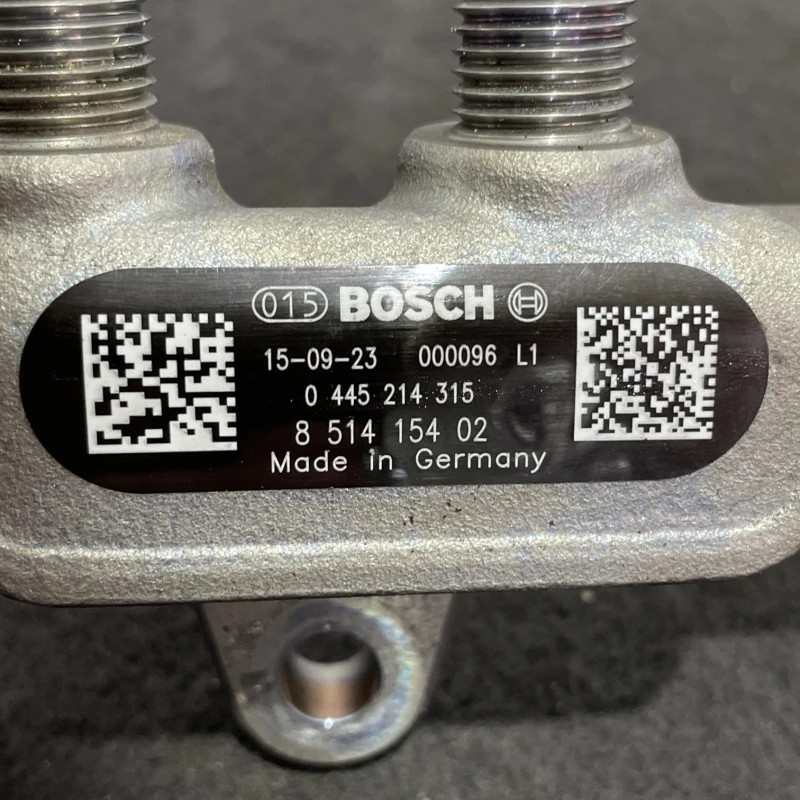 015 BOSCH
15-09-23 000096 L1
0 445 214 315
8 514 154 02
Made in Germany